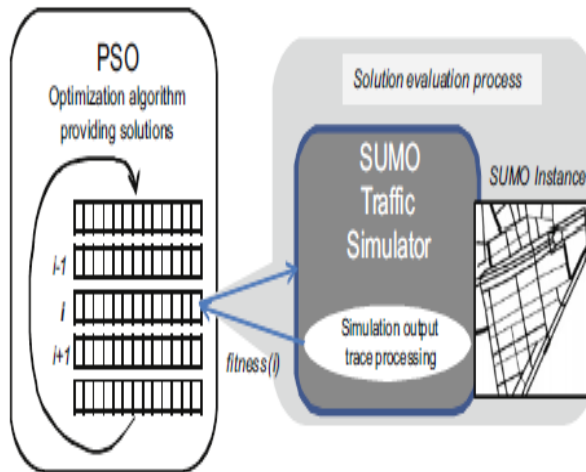 PSO
Optimization algorithm
providing solutions
i-1
i
i+1
fitness(i)
Solution evaluation process
SUMO
Traffic
Simulator
Simulation output
trace processing
SUMO Instance